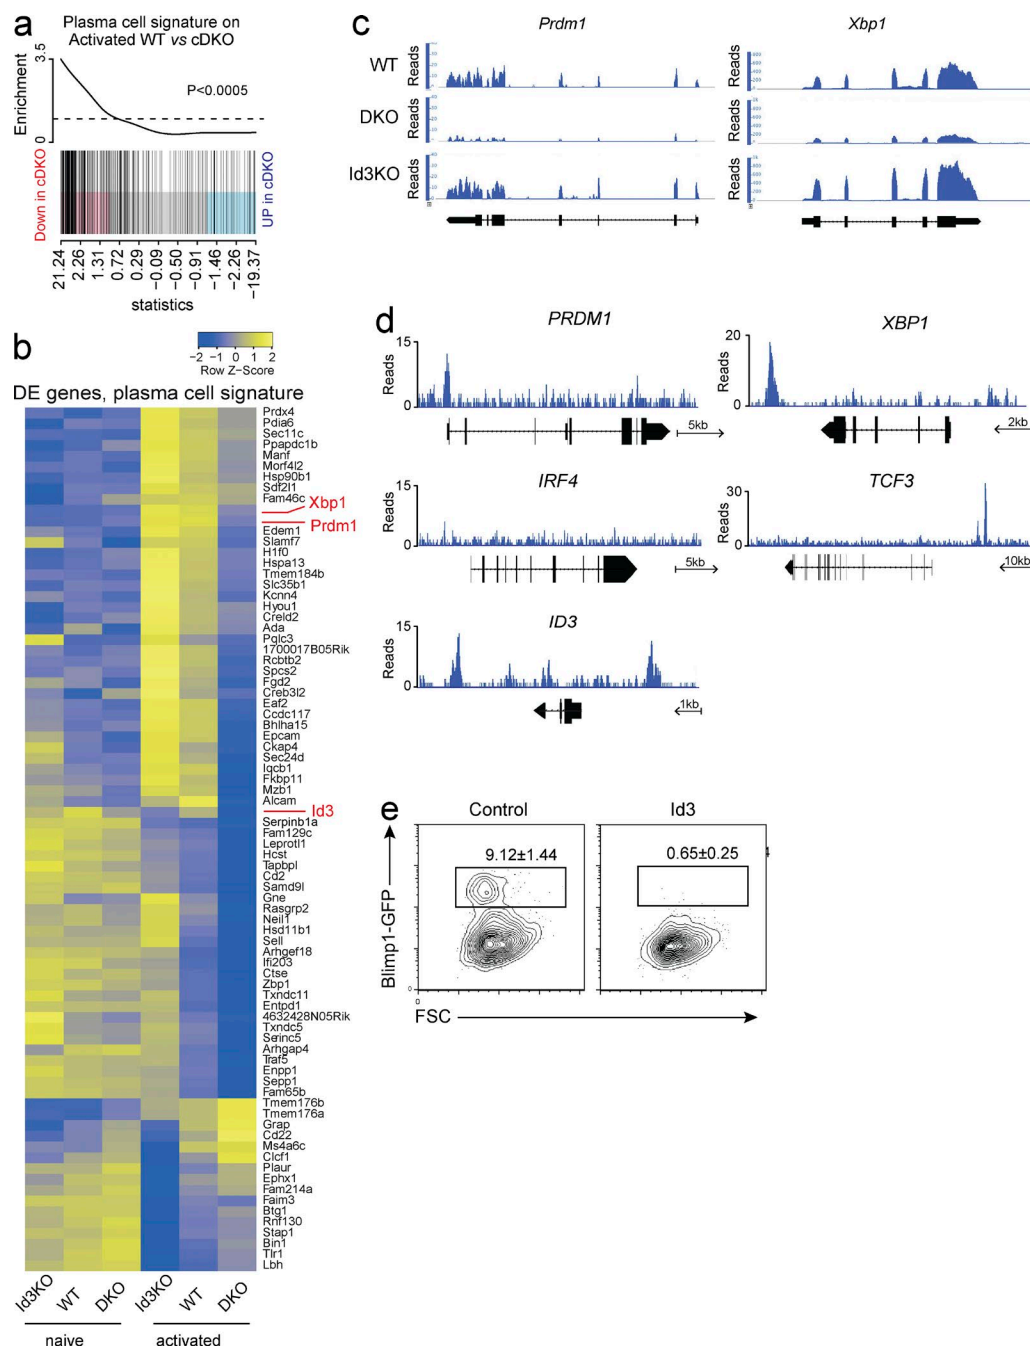 a
Plasma cell signature on
Activated WT vs cDKO
3.5
0
Enrichment
P<0.0005
Down in cDKO
UP in cDKO
21.24
2.26
1.31
0.72
0.29
−0.09
−0.50
−0.91
−1.46
−2.26
−19.37
statistics
b
−2 −1 0 1 2
Row Z-Score
DE genes, plasma cell signature
Prdx4
Pdia6
Sec11c
Ppapdc1b
Manf
Morf4l2
Hsp90b1
Sdf2l1
Fam46c
Xbp1
Prdm1
Edem1
Slamf7
H1f0
Hspa13
Tmem184b
Slc35b1
Kcnn4
Hyou1
Creld2
Ada
Pqlc3
1700017B05Rik
Rcbtb2
Spcs2
Fgd2
Creb3l2
Eaf2
Ccdc117
Bhlha15
Epcam
Ckap4
Sec24d
Iqcb1
Fkbp11
Mzb1
Alcam
Id3
Serpinb1a
Fam129c
Leprotl1
Hcst
Tapbpl
Cd2
Samd9l
Gne
Rasgrp2
Neil1
Hsd11b1
Sell
Arhgef18
Ifi203
Ctse
Zbp1
Txndc11
Entpd1
4632428N05Rik
Txndc5
Serinc5
Arhgap4
Traf5
Enpp1
Sepp1
Fam65b
Tmem176b
Tmem176a
Grap
Cd22
Ms4a6c
Clcf1
Plaur
Ephx1
Fam214a
Faim3
Btg1
Rnf130
Stap1
Bin1
Tlr1
Lbh
Id3KO WT DKO Id3KO WT DKO
naive activated
c
Prdm1 Xbp1
WT Reads Reads
DKO Reads Reads
Id3KO Reads Reads
d
PRDM1
15
0
Reads
5kb
XBP1
20
0
Reads
2kb
IRF4
15
0
Reads
5kb
TCF3
30
0
Reads
10kb
ID3
15
0
Reads
1kb
e
Control Id3
9.12±1.44 0.65±0.25
Blimp1-GFP
0
0
FSC